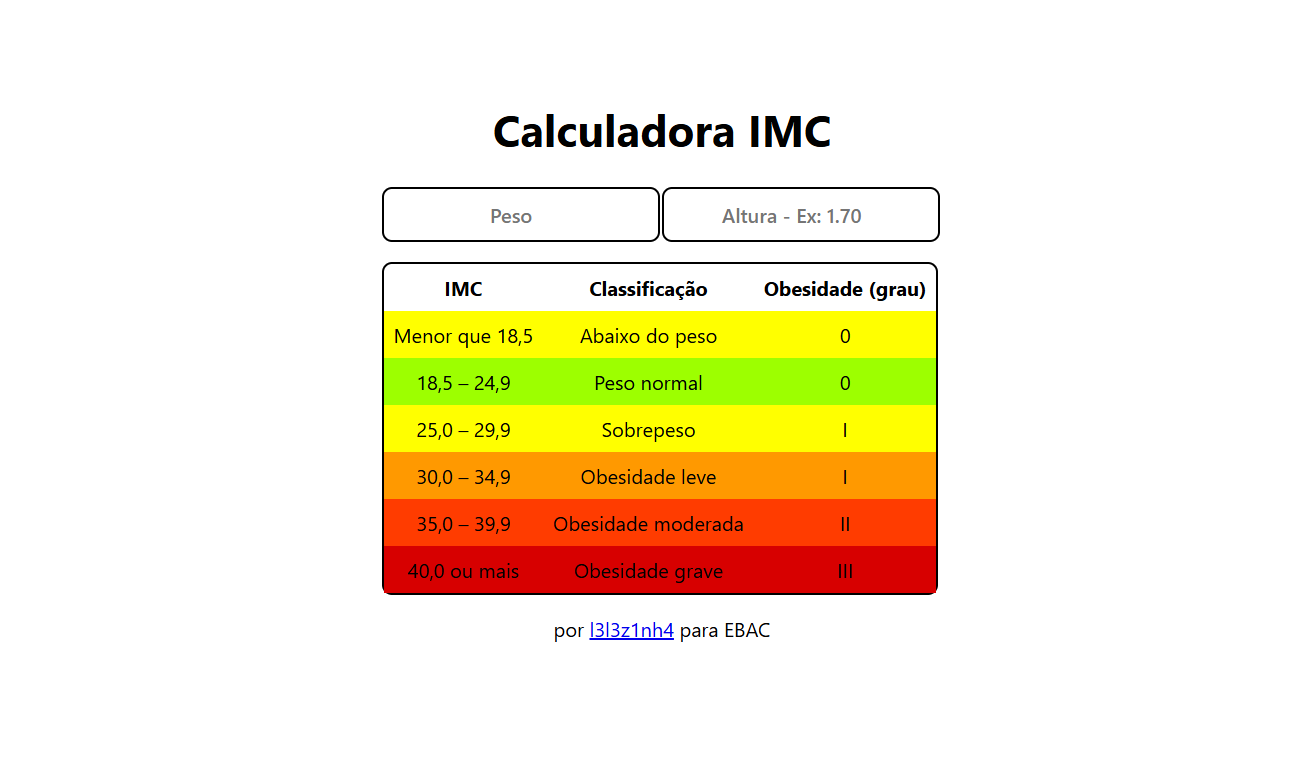 Calculadora IMC
Peso Altura - Ex: 1.70
IMC Classificação Obesidade (grau)
Menor que 18,5 Abaixo do peso 0
18,5 – 24,9 Peso normal 0
25,0 – 29,9 Sobrepeso I
30,0 – 34,9 Obesidade leve I
35,0 – 39,9 Obesidade moderada II
40,0 ou mais Obesidade grave III
por l3l3z1nh4 para EBAC